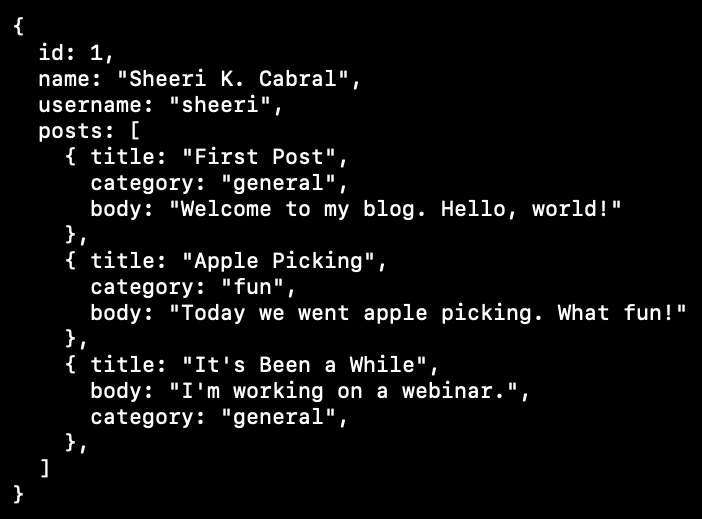 {
  id: 1,
  name: "Sheeri K. Cabral",
  username: "sheeri",
  posts: [
    { title: "First Post",
      category: "general",
      body: "Welcome to my blog. Hello, world!"
    },
    { title: "Apple Picking",
      category: "fun",
      body: "Today we went apple picking. What fun!"
    },
    { title: "It's Been a While",
      body: "I'm working on a webinar.",
      category: "general",
    },
  ]
}